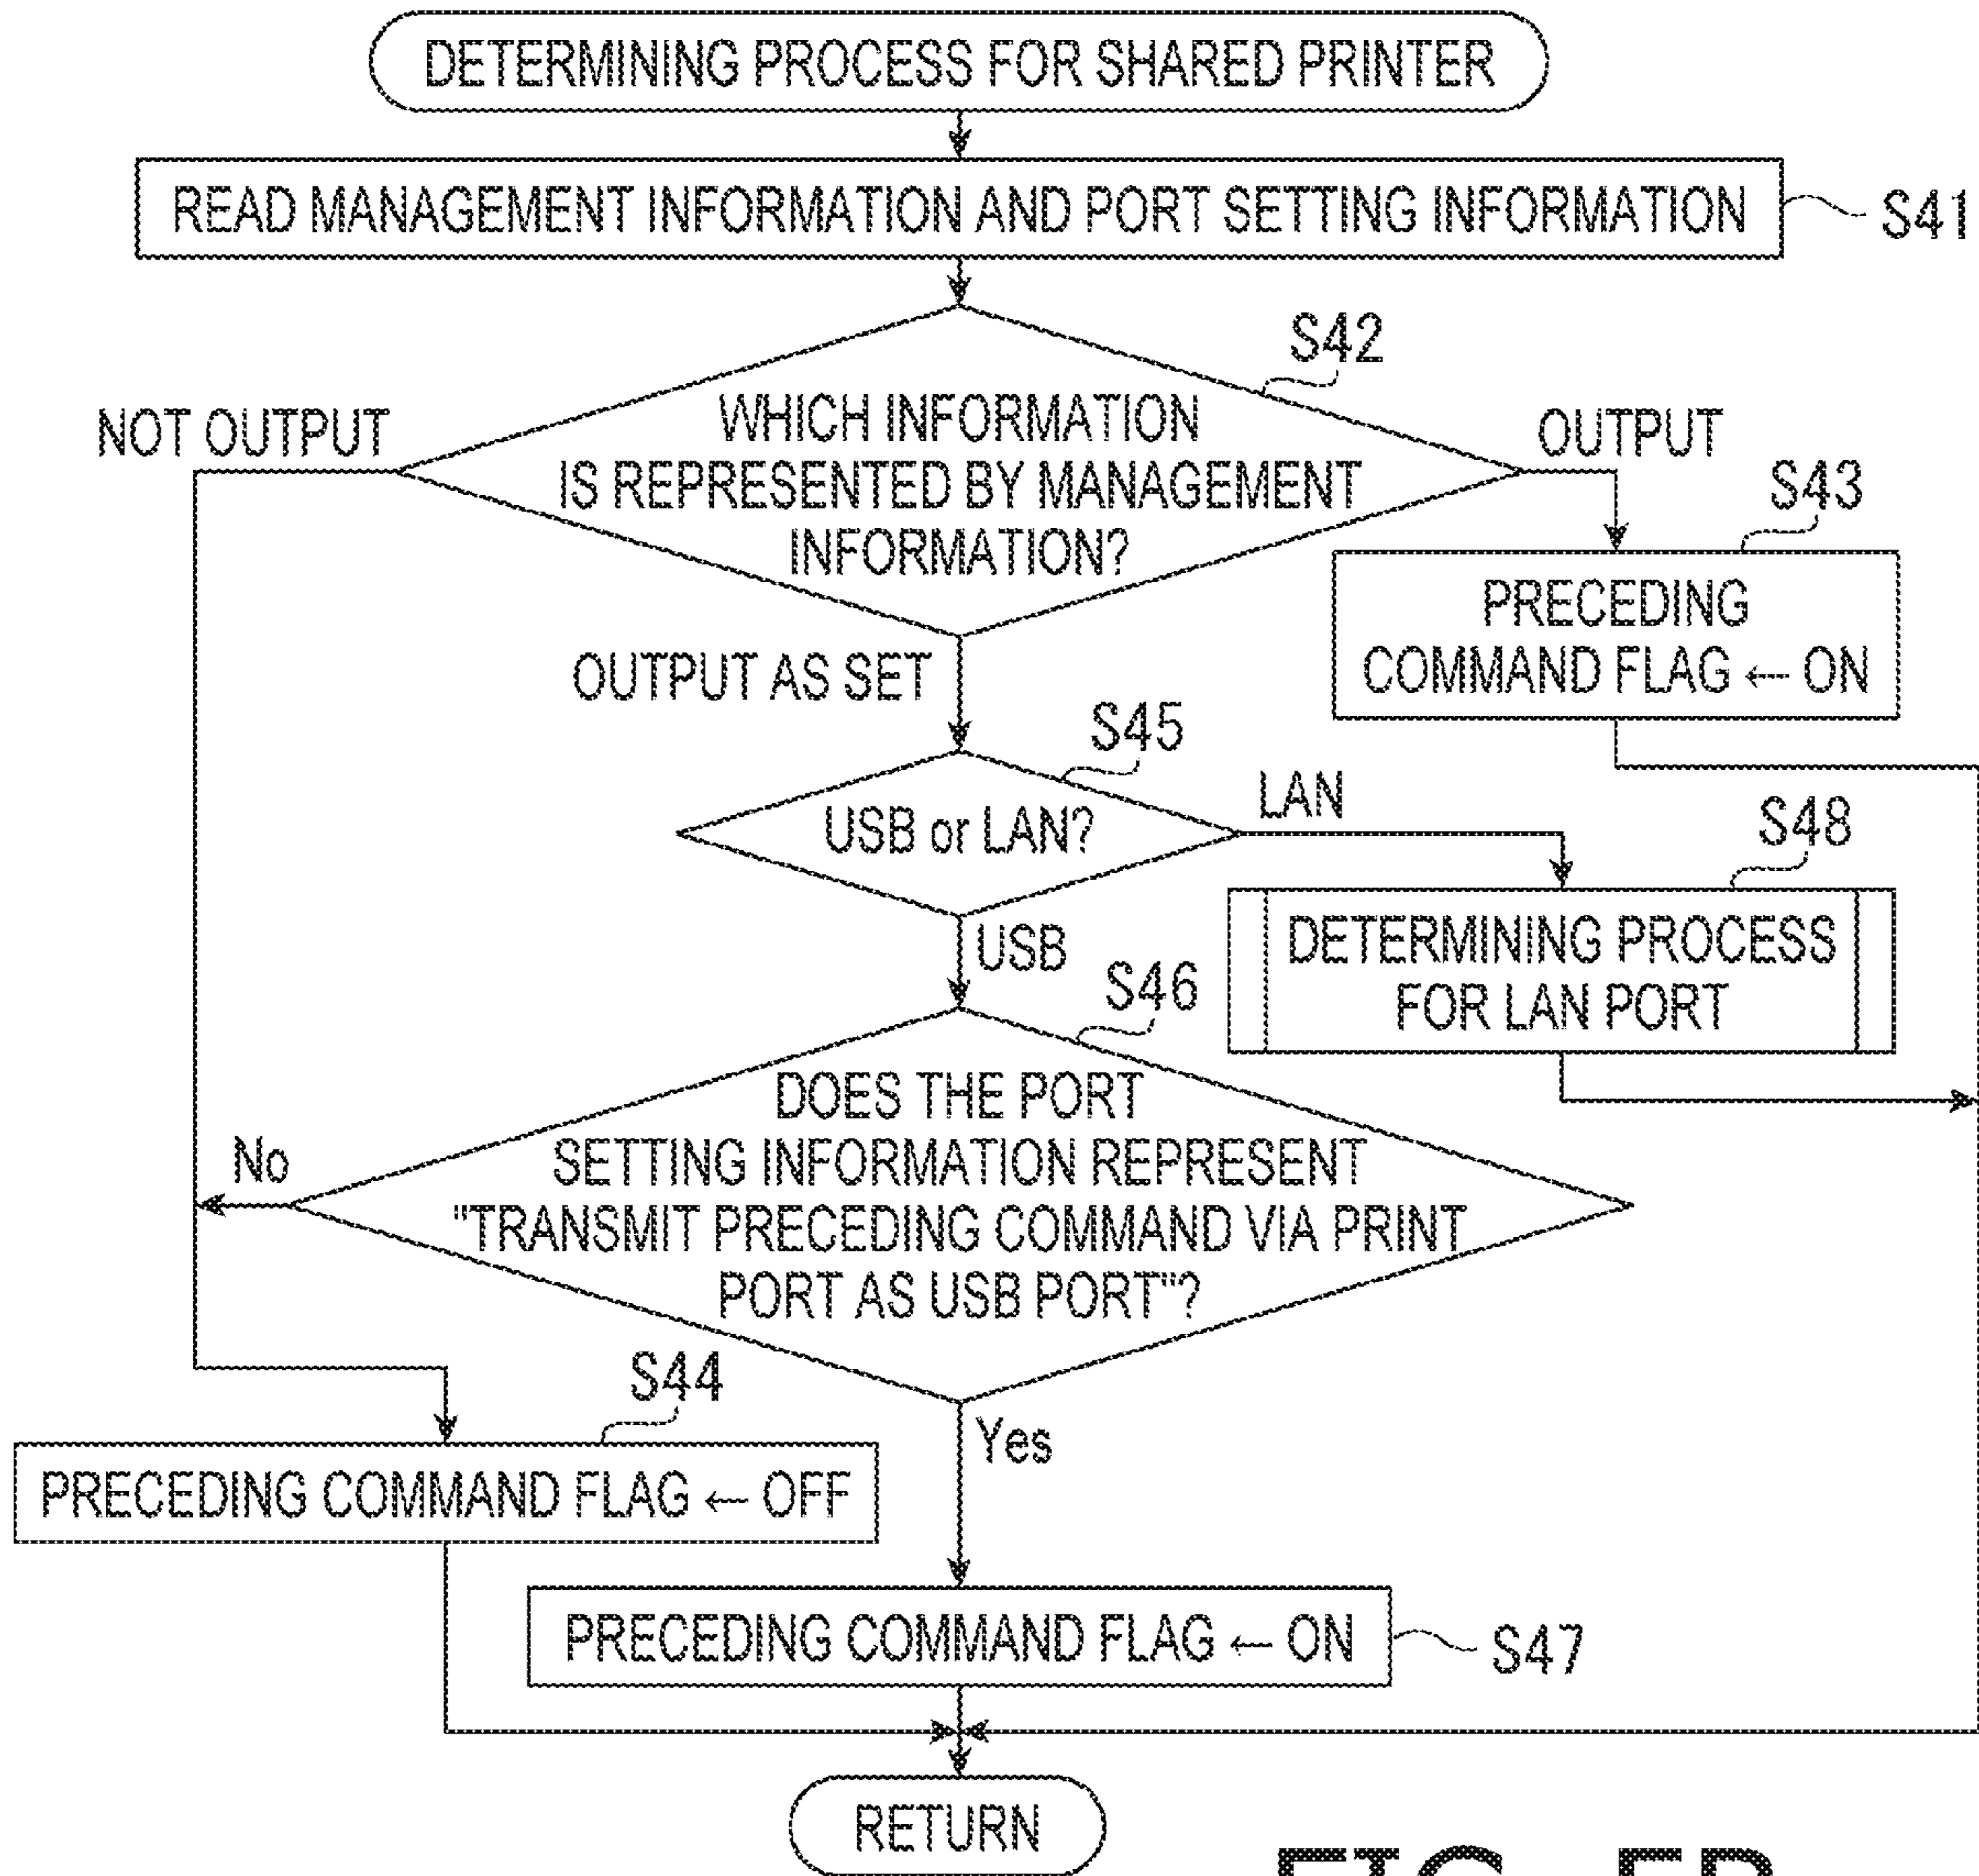 DETERMINING PROCESS FOR SHARED PRINTER
READ MANAGEMENT INFORMATION AND PORT SETTING INFORMATION
S41
S42
WHICH INFORMATION
IS REPRESENTED BY MANAGEMENT
INFORMATION?
NOT OUTPUT
OUTPUT
S43
PRECEDING
COMMAND FLAG ← ON
OUTPUT AS SET
S45
USB or LAN?
LAN
S48
DETERMINING PROCESS
FOR LAN PORT
USB
S46
DOES THE PORT
SETTING INFORMATION REPRESENT
"TRANSMIT PRECEDING COMMAND VIA PRINT
PORT AS USB PORT"?
No
S44
Yes
PRECEDING COMMAND FLAG ← OFF
PRECEDING COMMAND FLAG ← ON
S47
RETURN